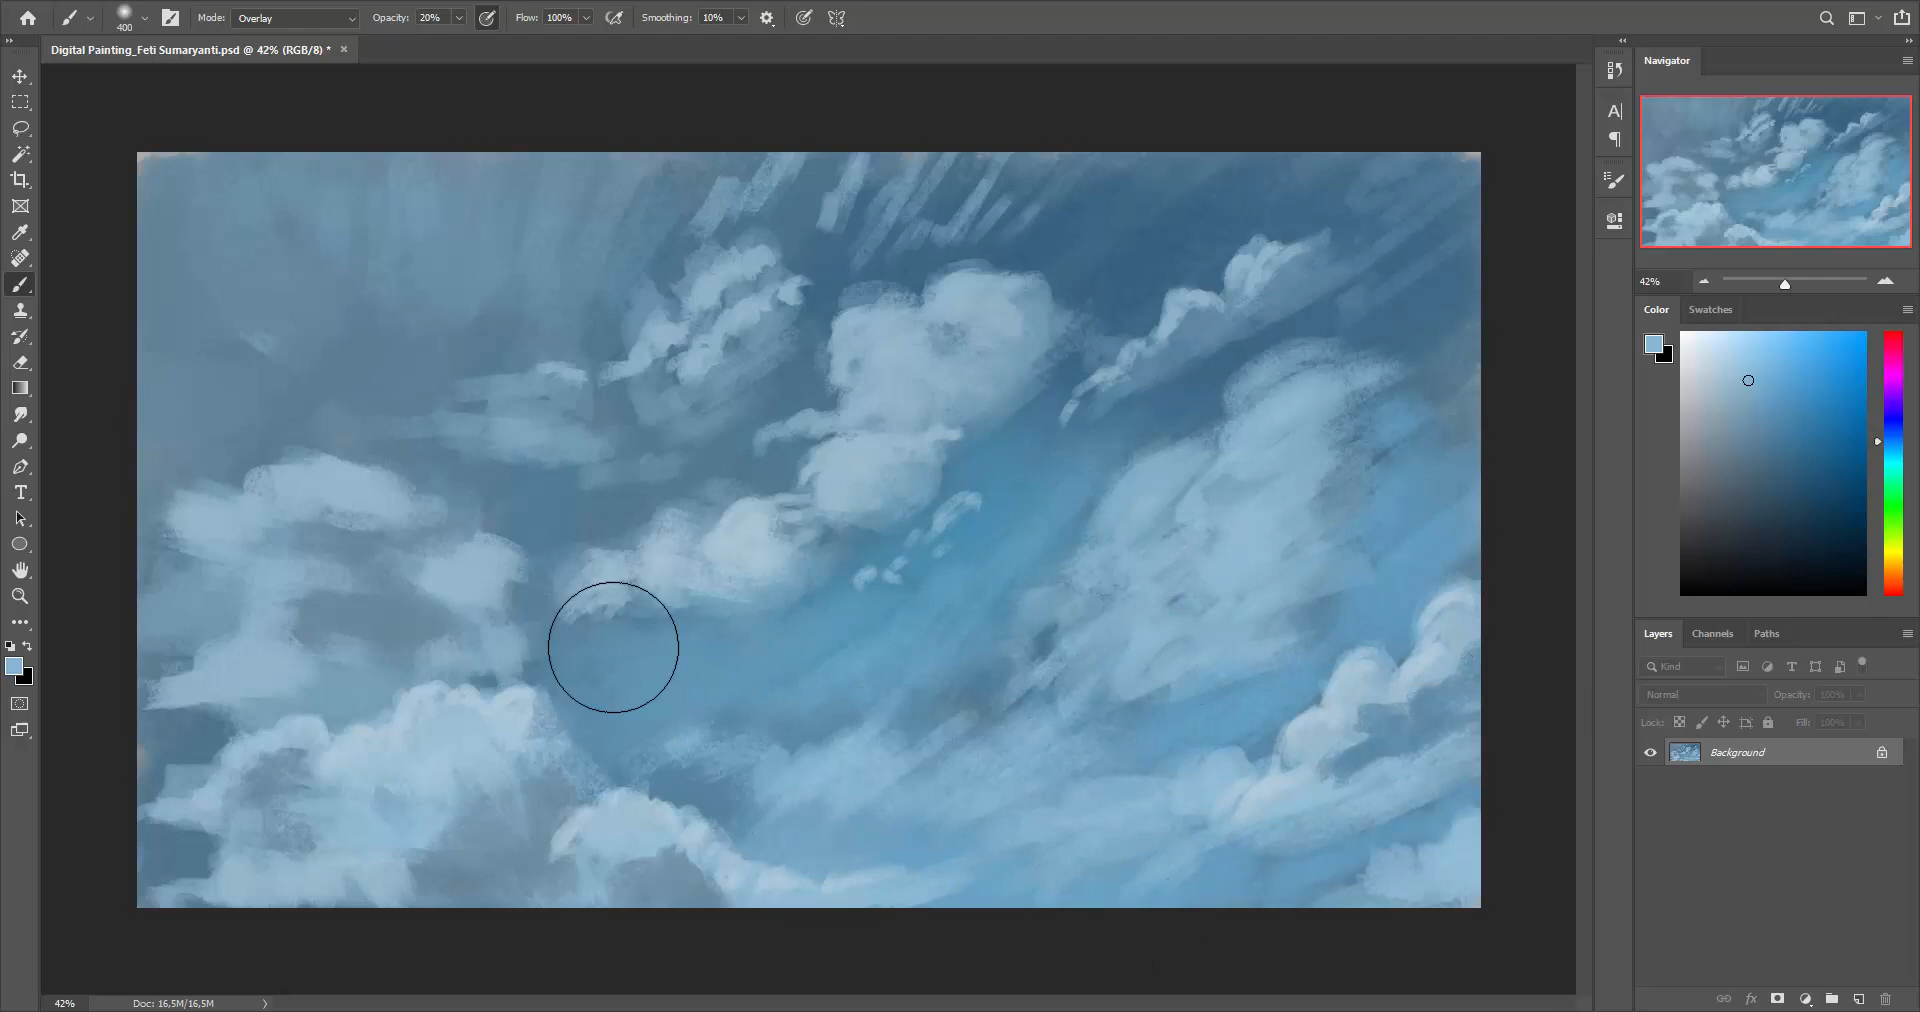 400
Mode: Overlay
Opacity: 20%
Flow: 100%
Smoothing: 10%
Digital Painting_Feti Sumaryanti.psd @ 42% (RGB/8) *
Navigator
42%
Color Swatches
Layers Channels Paths
Kind
Normal Opacity: 100%
Lock: Fill: 100%
Background
42% Doc: 16,5M/16,5M